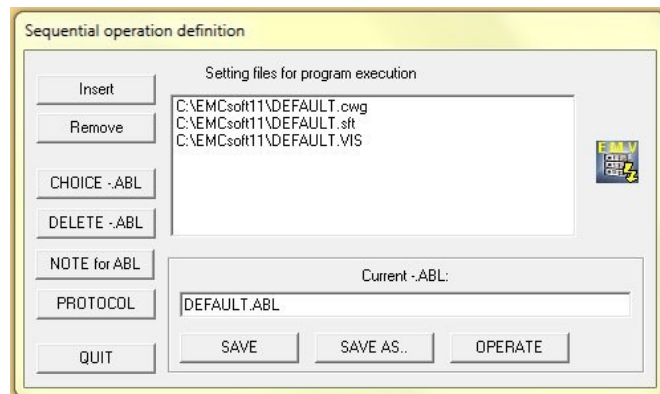 Sequential operation definition
Insert
Remove
CHOICE -.ABL
DELETE -.ABL
NOTE for ABL
PROTOCOL
QUIT
Setting files for program execution
C:\EMCsoft11\DEFAULT.cwg
C:\EMCsoft11\DEFAULT.sft
C:\EMCsoft11\DEFAULT.VIS
EMV
Current -.ABL:
DEFAULT.ABL
SAVE
SAVE AS..
OPERATE